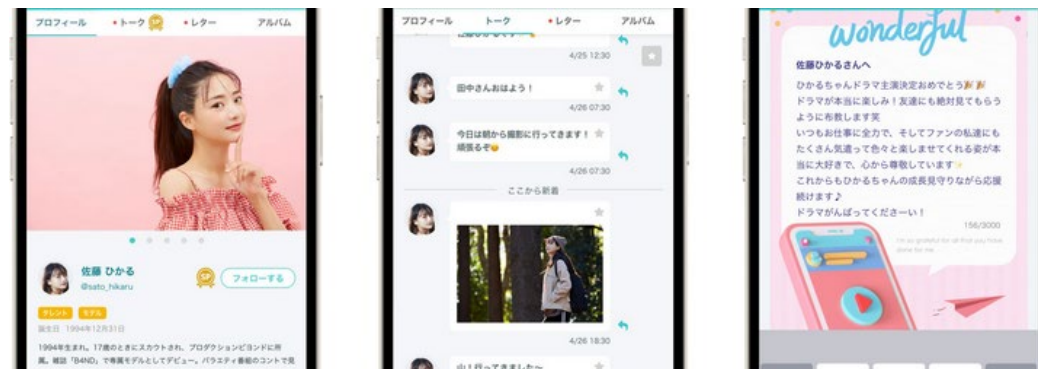 プロフィール
・トーク
SP
・レター
アルバム
佐藤 ひかる
@sato_hikaru
SP
フォローする
タレント
モデル
誕生日 1994年12月31日
1994年生まれ。17歳のときにスカウトされ、プロダクションビヨンドに所
属。雑誌「B4ND」で専属モデルとしてデビュー。バラエティ番組のコントで見
プロフィール
トーク
・レター
アルバム
4/25 12:30
田中さんおはよう！
4/26 07:30
今日は朝から撮影に行ってきます！
頑張るぞ
4/26 07:30
ここから新着
4/26 18:30
山！行ってきました〜
wonderful
佐藤ひかるさんへ
ひかるちゃんドラマ主演決定おめでとう🎉🎉
ドラマが本当に楽しみ！友達にも絶対見てもらう
ように布教します笑
いつもお仕事に全力で、そしてファンの私達にも
たくさん気遣って色々と楽しませてくれる姿が本
当に大好きで、心から尊敬しています✨
これからもひかるちゃんの成長見守りながら応援
続けます♪
ドラマがんばってくださーい！
156/3000
I'm so grateful for all that you have
done for me.